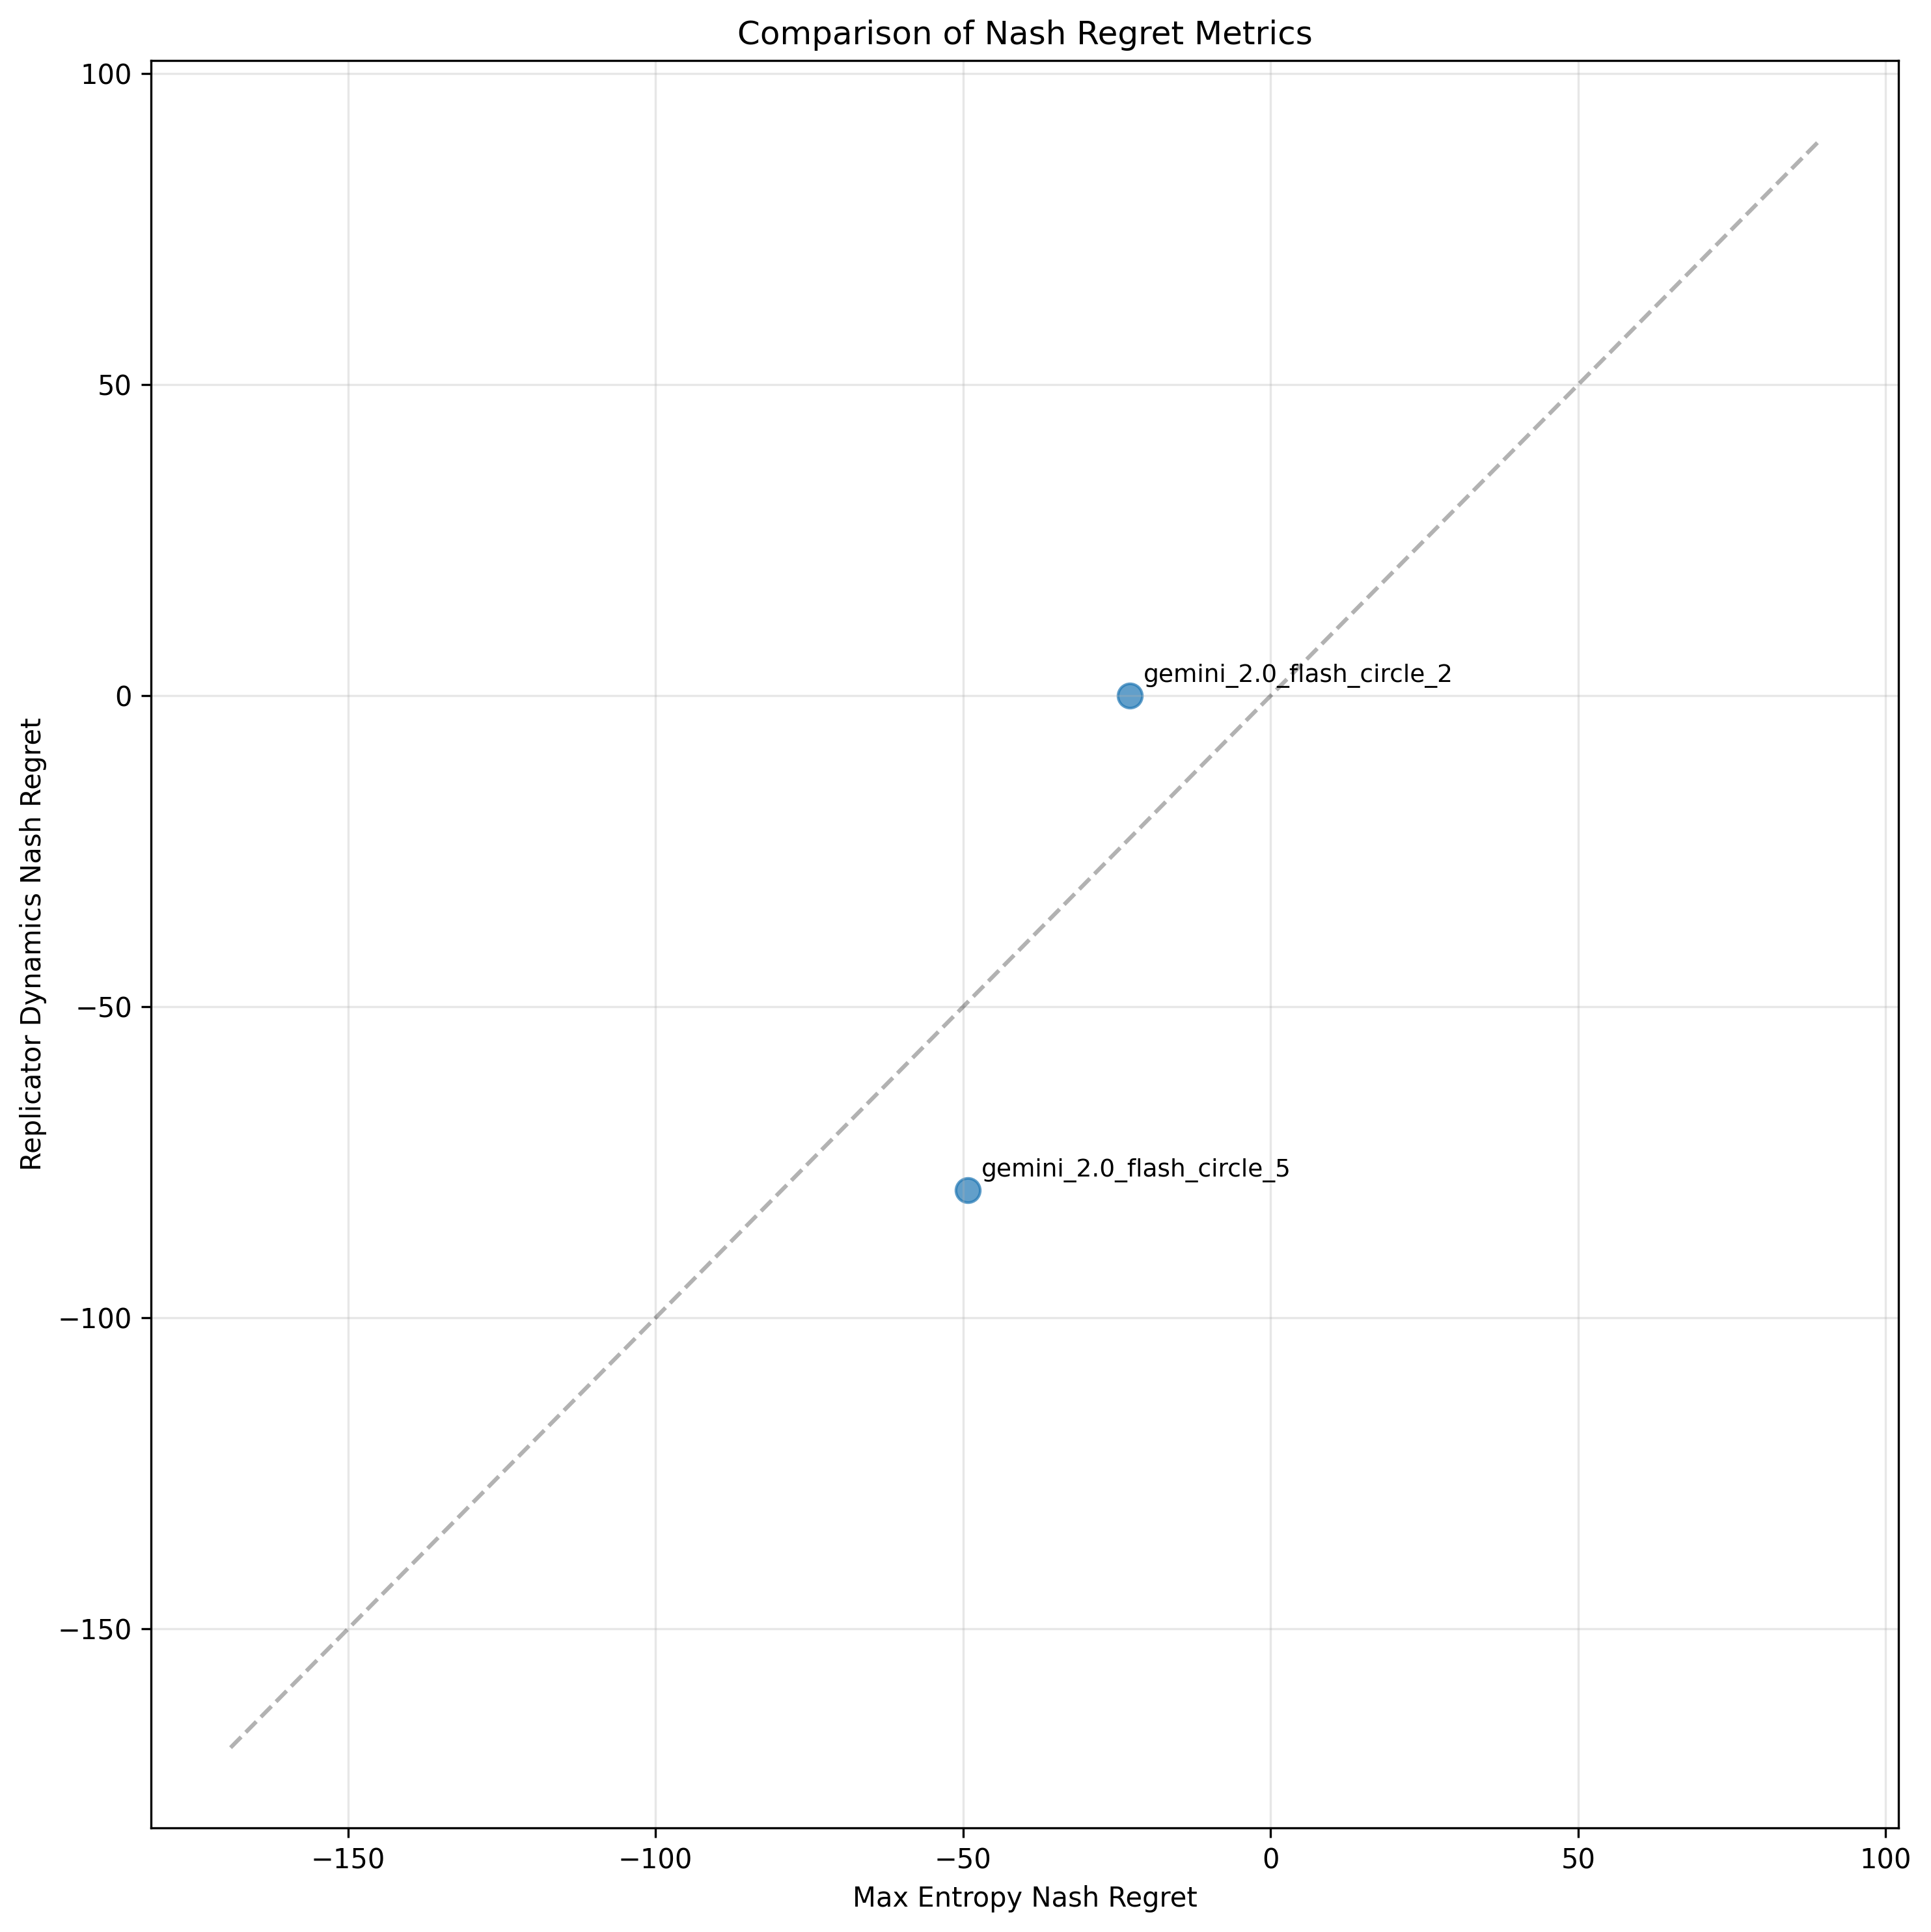 Comparison of Nash Regret Metrics
100
50
0
−50
−100
−150
Replicator Dynamics Nash Regret
gemini_2.0_flash_circle_2
gemini_2.0_flash_circle_5
−150
−100
−50
0
50
100
Max Entropy Nash Regret